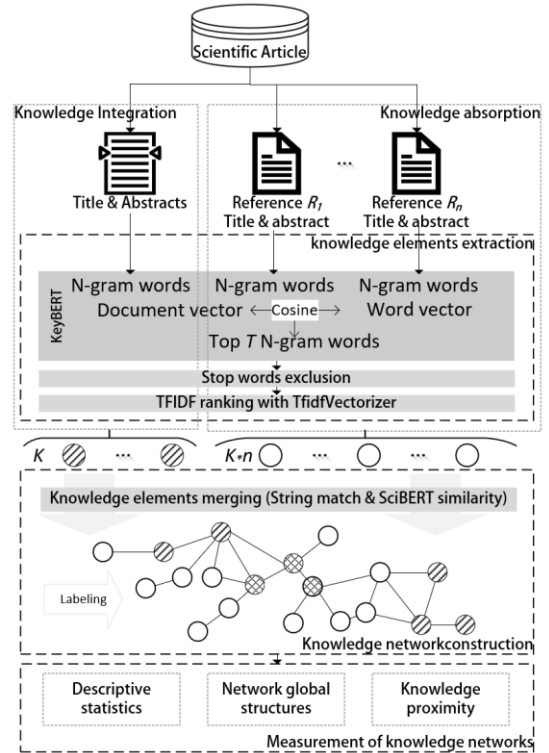 Scientific Article
Knowledge Integration
Knowledge absorption
Title & Abstracts
Reference R1
Title & abstract
...
Reference Rn
Title & abstract
knowledge elements extraction
KeyBERT
N-gram words
N-gram words
N-gram words
Document vector
Cosine
Word vector
Top T N-gram words
Stop words exclusion
TFIDF ranking with TfidfVectorizer
K
...
K*n
...
Knowledge elements merging (String match & SciBERT similarity)
Labeling
Knowledge networkconstruction
Descriptive
statistics
Network global
structures
Knowledge
proximity
Measurement of knowledge networks